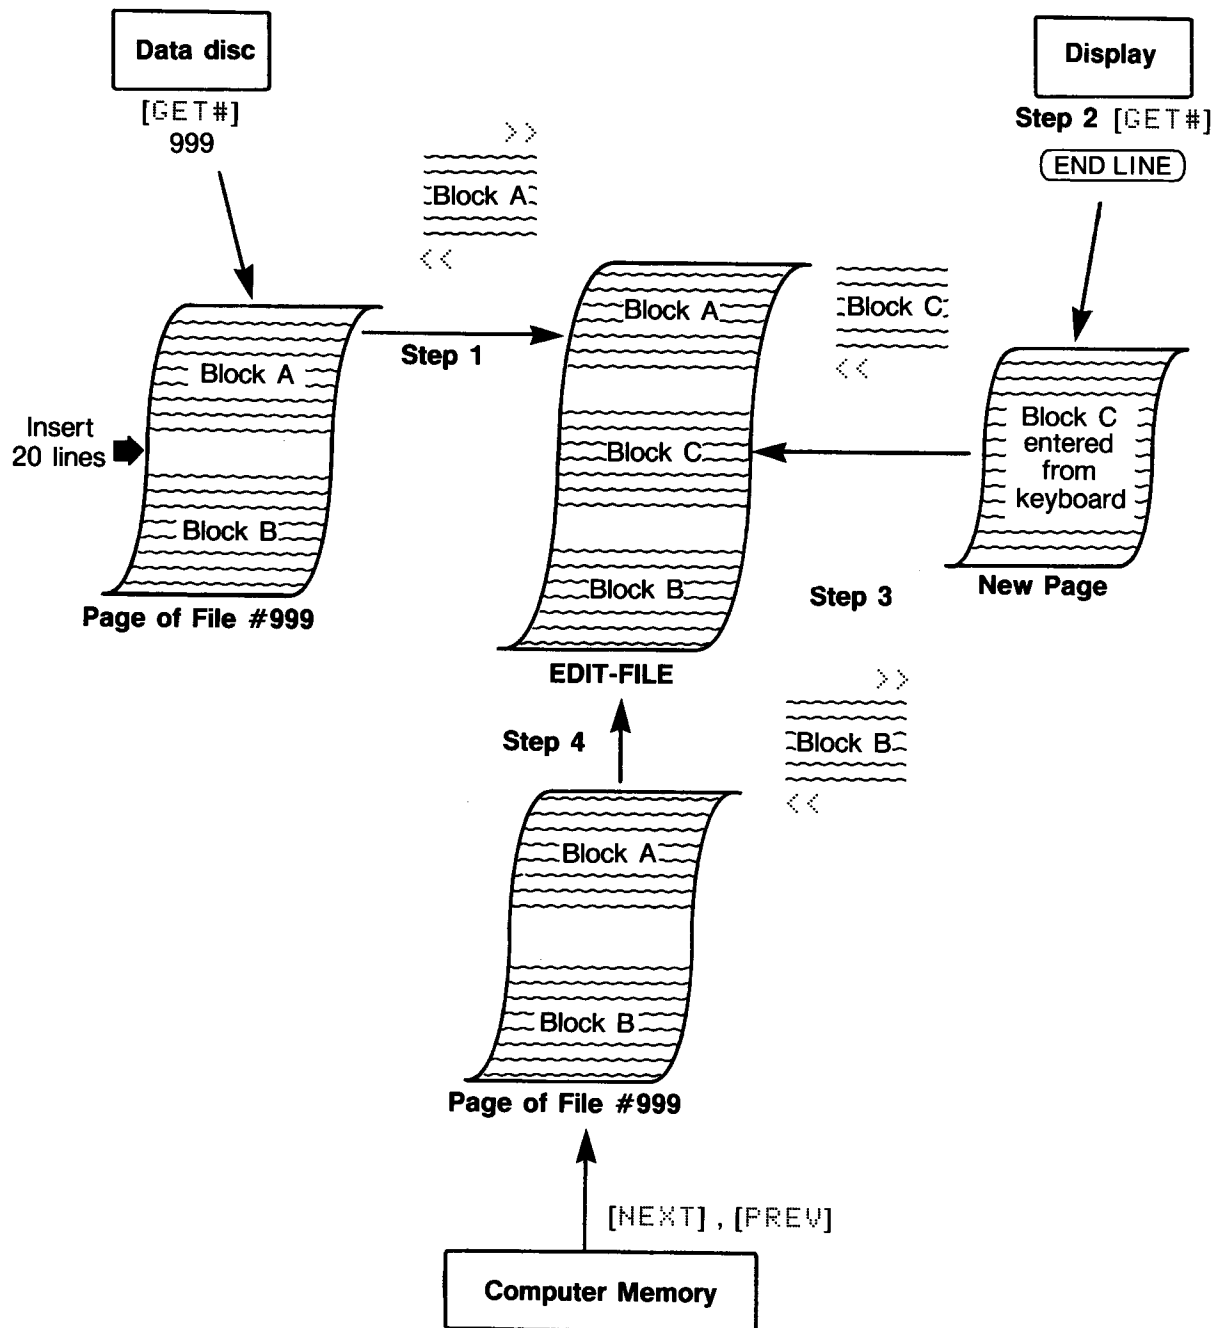 Data disc
[GET#]
999
Display
Step 2 [GET#]
END LINE
>>
Block A
<<
Block A
Step 1
Insert
20 lines
Block B
Page of File #999
Block A
Block C
Block B
EDIT-FILE
Block C
<<
Block C
entered
from
keyboard
New Page
Step 3
>>
Block B
<<
Step 4
Block A
Block B
Page of File #999
[NEXT] , [PREV]
Computer Memory